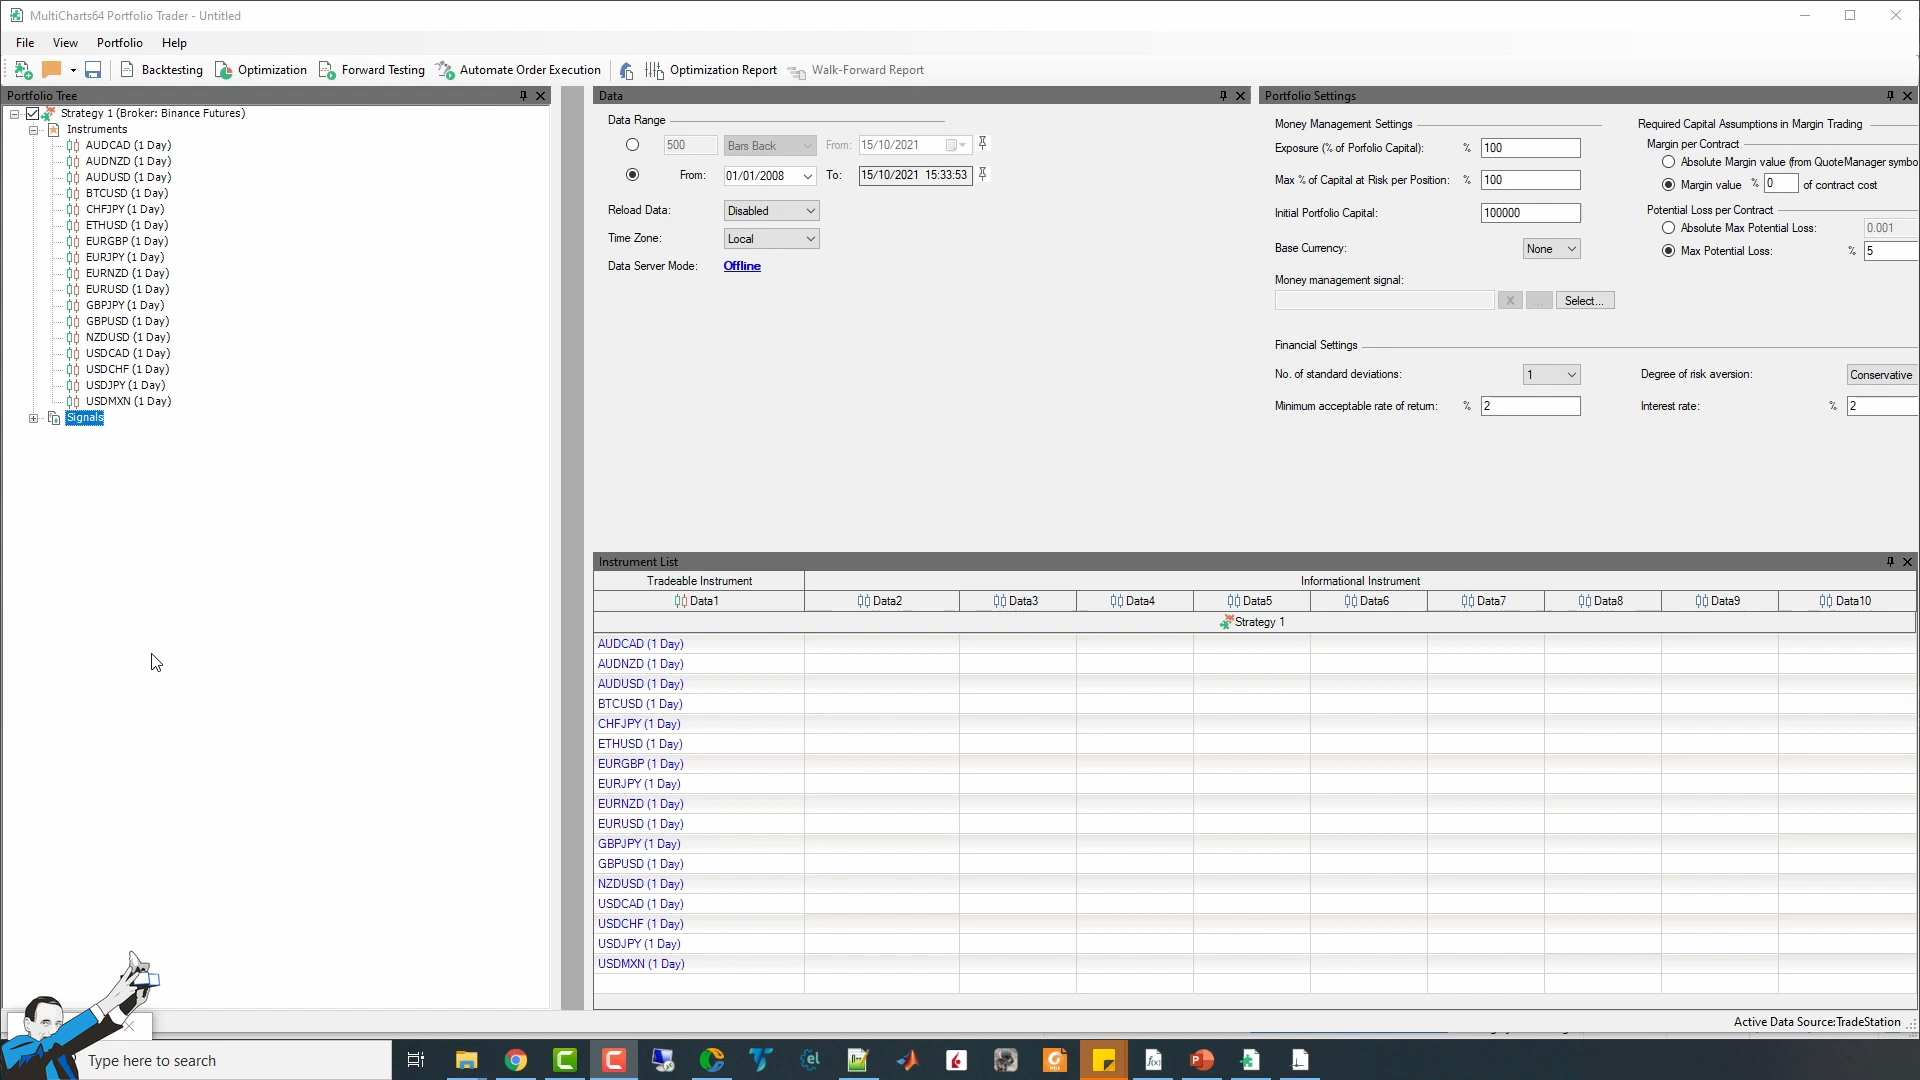 MultiCharts64 Portfolio Trader - Untitled
File View Portfolio Help
Backtesting Optimization Forward Testing Automate Order Execution Optimization Report Walk-Forward Report
Portfolio Tree
Strategy 1 (Broker: Binance Futures)
Instruments
AUDCAD (1 Day)
AUDNZD (1 Day)
AUDUSD (1 Day)
BTCUSD (1 Day)
CHFJPY (1 Day)
ETHUSD (1 Day)
EURGBP (1 Day)
EURJPY (1 Day)
EURNZD (1 Day)
EURUSD (1 Day)
GBPJPY (1 Day)
GBPUSD (1 Day)
NZDUSD (1 Day)
USDCAD (1 Day)
USDCHF (1 Day)
USDJPY (1 Day)
USDMXN (1 Day)
Signals
Data
Data Range
500 Bars Back From: 15/10/2021
From: 01/01/2008 To: 15/10/2021 15:33:53
Reload Data: Disabled
Time Zone: Local
Data Server Mode: Offline
Portfolio Settings
Money Management Settings
Exposure (% of Porfolio Capital): % 100
Max % of Capital at Risk per Position: % 100
Initial Portfolio Capital: 100000
Base Currency: None
Money management signal:
X ... Select...
Required Capital Assumptions in Margin Trading
Margin per Contract
Absolute Margin value (from QuoteManager symbo
Margin value % 0 of contract cost
Potential Loss per Contract
Absolute Max Potential Loss: 0.001
Max Potential Loss: % 5
Financial Settings
No. of standard deviations: 1 Degree of risk aversion: Conservative
Minimum acceptable rate of return: % 2 Interest rate: % 2
Instrument List
Tradeable Instrument Informational Instrument
Data1 Data2 Data3 Data4 Data5 Data6 Data7 Data8 Data9 Data10
Strategy 1
AUDCAD (1 Day)
AUDNZD (1 Day)
AUDUSD (1 Day)
BTCUSD (1 Day)
CHFJPY (1 Day)
ETHUSD (1 Day)
EURGBP (1 Day)
EURJPY (1 Day)
EURNZD (1 Day)
EURUSD (1 Day)
GBPJPY (1 Day)
GBPUSD (1 Day)
NZDUSD (1 Day)
USDCAD (1 Day)
USDCHF (1 Day)
USDJPY (1 Day)
USDMXN (1 Day)
Active Data Source:TradeStation
Type here to search